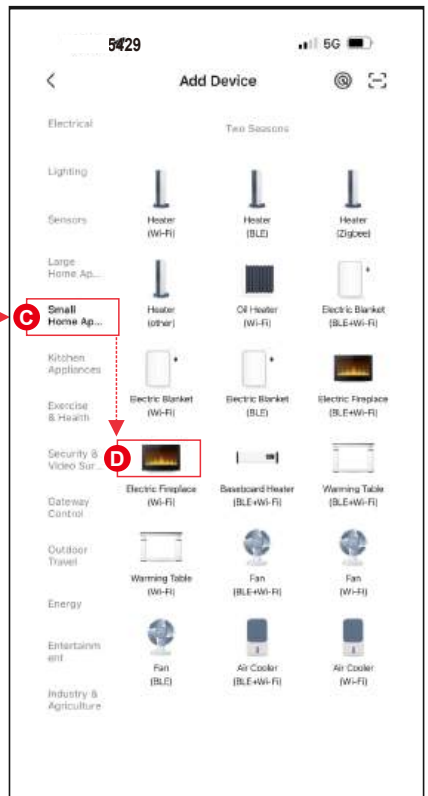 5429
5G
Add Device
Electrical
Two Seasons
Lighting
Sensors
Heater
(Wi-Fi)
Heater
(BLE)
Heater
(Zigbee)
Large
Home Ap...
C
Small
Home Ap...
Heater
(other)
Oil Heater
(Wi-Fi)
Electric Blanket
(BLE+Wi-Fi)
Kitchen
Appliances
Exercise
& Health
Electric Blanket
(Wi-Fi)
Electric Blanket
(BLE)
Electric Fireplace
(BLE+Wi-Fi)
Security &
Video Sur...
D
Electric Fireplace
(Wi-Fi)
Baseboard Heater
(BLE+Wi-Fi)
Warming Table
(BLE+Wi-Fi)
Gateway
Control
Outdoor
Travel
Warming Table
(Wi-Fi)
Fan
(BLE+Wi-Fi)
Fan
(Wi-Fi)
Energy
Entertainm
ent
Fan
(BLE)
Air Cooler
(BLE+Wi-Fi)
Air Cooler
(Wi-Fi)
Industry &
Agriculture